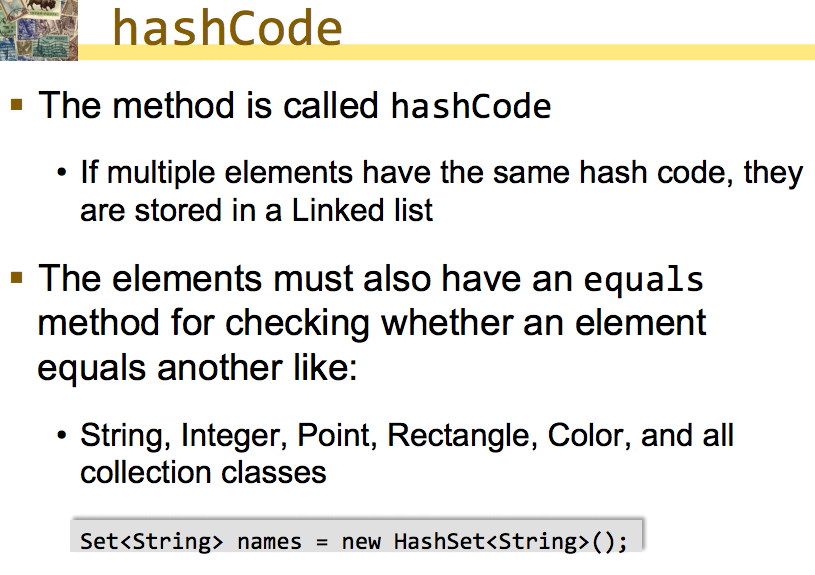 hashCode
▪ The method is called hashCode
• If multiple elements have the same hash code, they
are stored in a Linked list
▪ The elements must also have an equals
method for checking whether an element
equals another like:
• String, Integer, Point, Rectangle, Color, and all
collection classes
Set<String> names = new HashSet<String>();